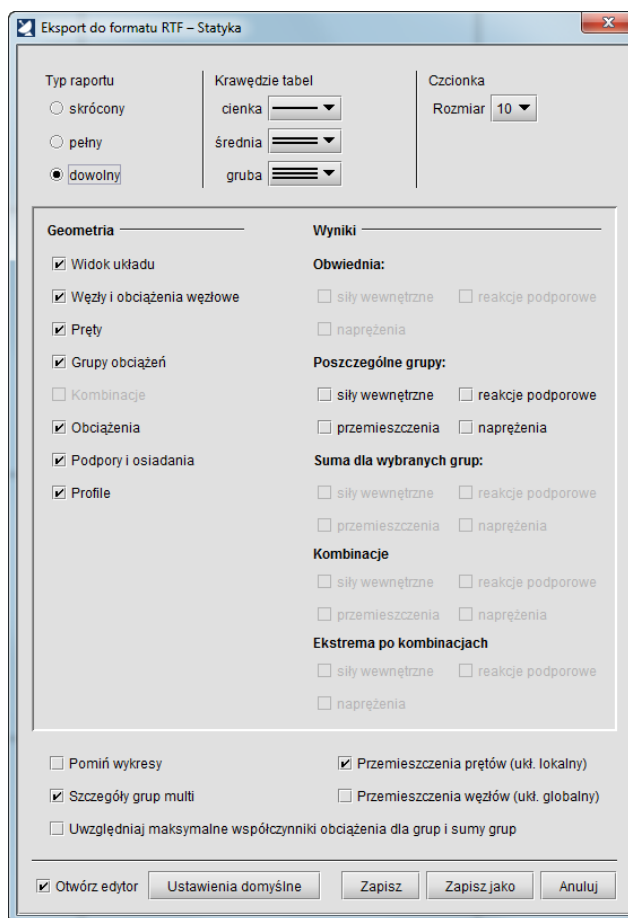 Eksport do formatu RTF – Statyka
Typ raportu Krawędzie tabel Czcionka
skrócony cienka Rozmiar 10
pełny średnia
dowolny gruba
Geometria Wyniki
Widok układu Obwiednia:
Węzły i obciążenia węzłowe siły wewnętrzne reakcje podporowe
Pręty naprężenia
Grupy obciążeń Poszczególne grupy:
Kombinacje siły wewnętrzne reakcje podporowe
Obciążenia przemieszczenia naprężenia
Podpory i osiadania Suma dla wybranych grup:
Profile siły wewnętrzne reakcje podporowe
przemieszczenia naprężenia
Kombinacje
siły wewnętrzne reakcje podporowe
przemieszczenia naprężenia
Ekstrema po kombinacjach
siły wewnętrzne reakcje podporowe
naprężenia
Pomiń wykresy Przemieszczenia prętów (ukł. lokalny)
Szczegóły grup multi Przemieszczenia węzłów (ukł. globalny)
Uwzględniaj maksymalne współczynniki obciążenia dla grup i sumy grup
Otwórz edytor Ustawienia domyślne Zapisz Zapisz jako Anuluj